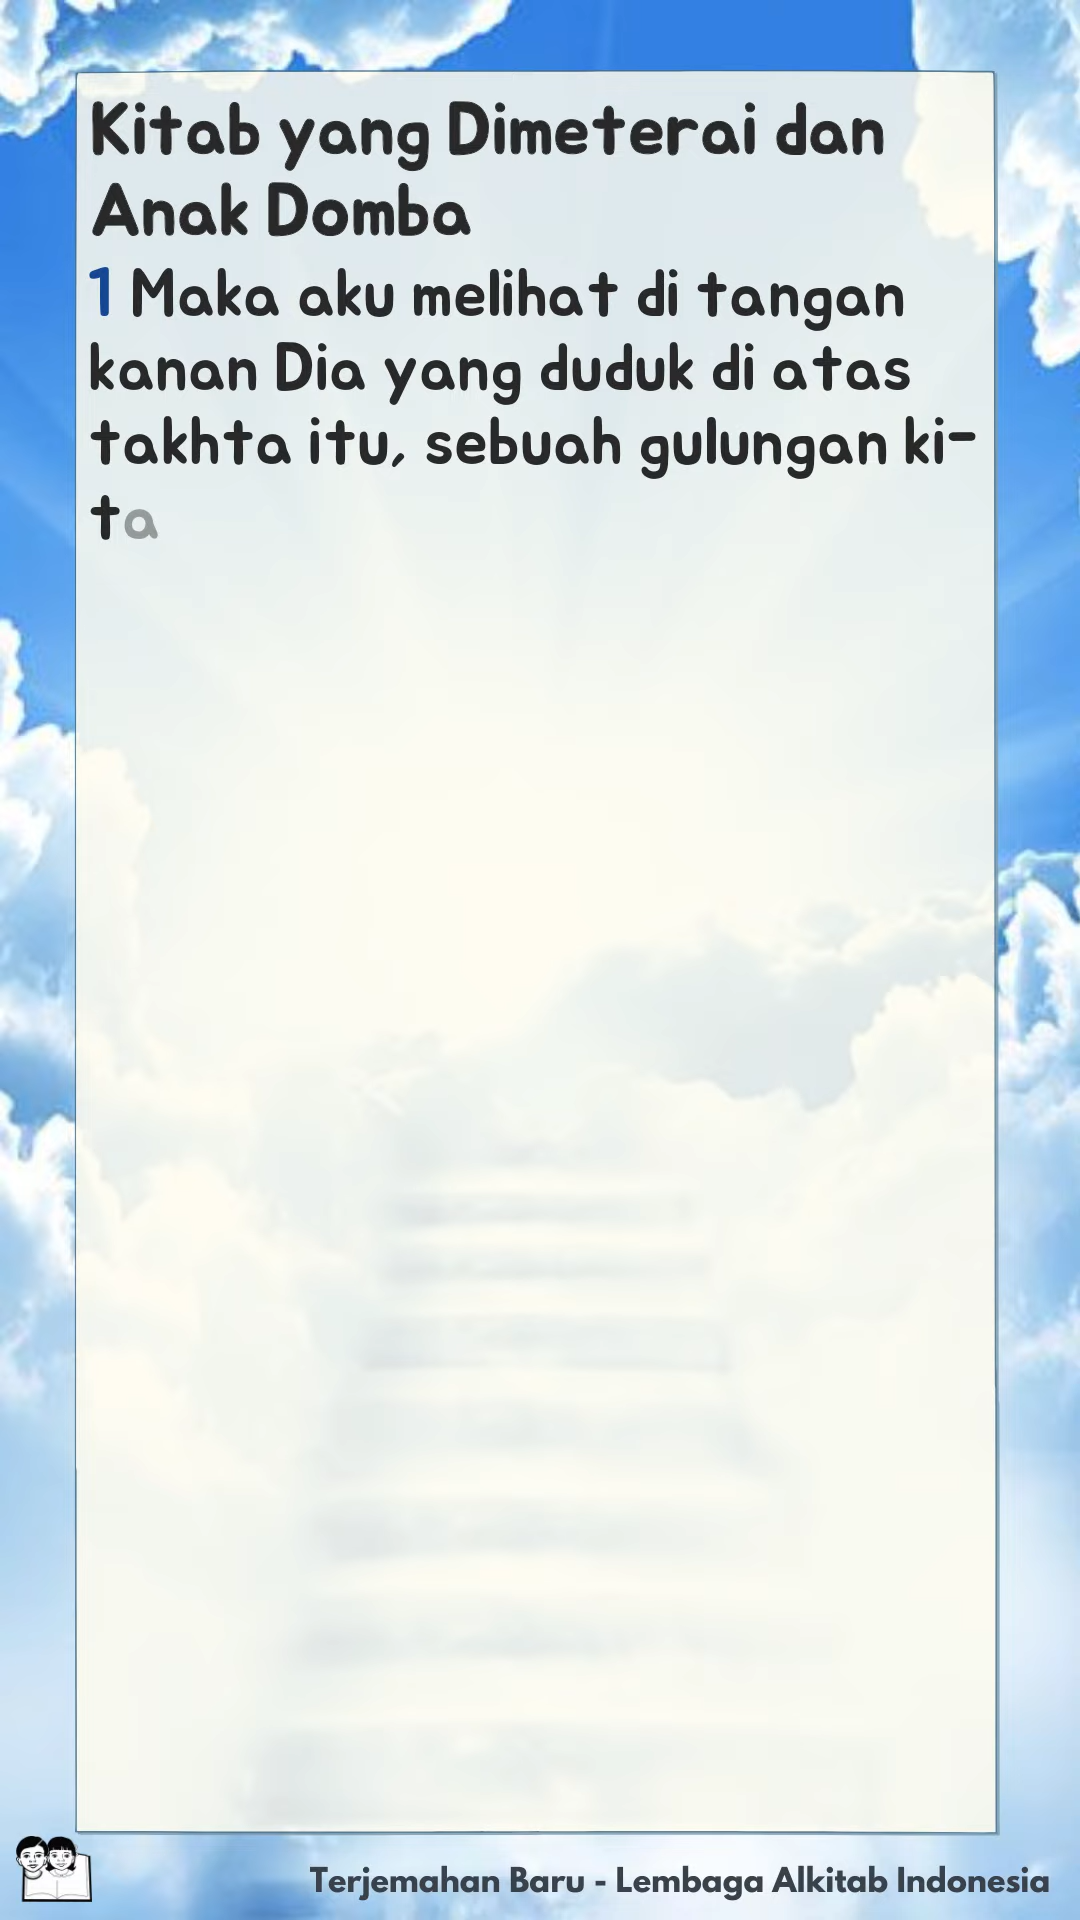 Kitab yang Dimeterai dan
Anak Domba
1 Maka aku melihat di tangan
kanan Dia yang duduk di atas
takhta itu, sebuah gulungan ki-
ta
Terjemahan Baru - Lembaga Alkitab Indonesia